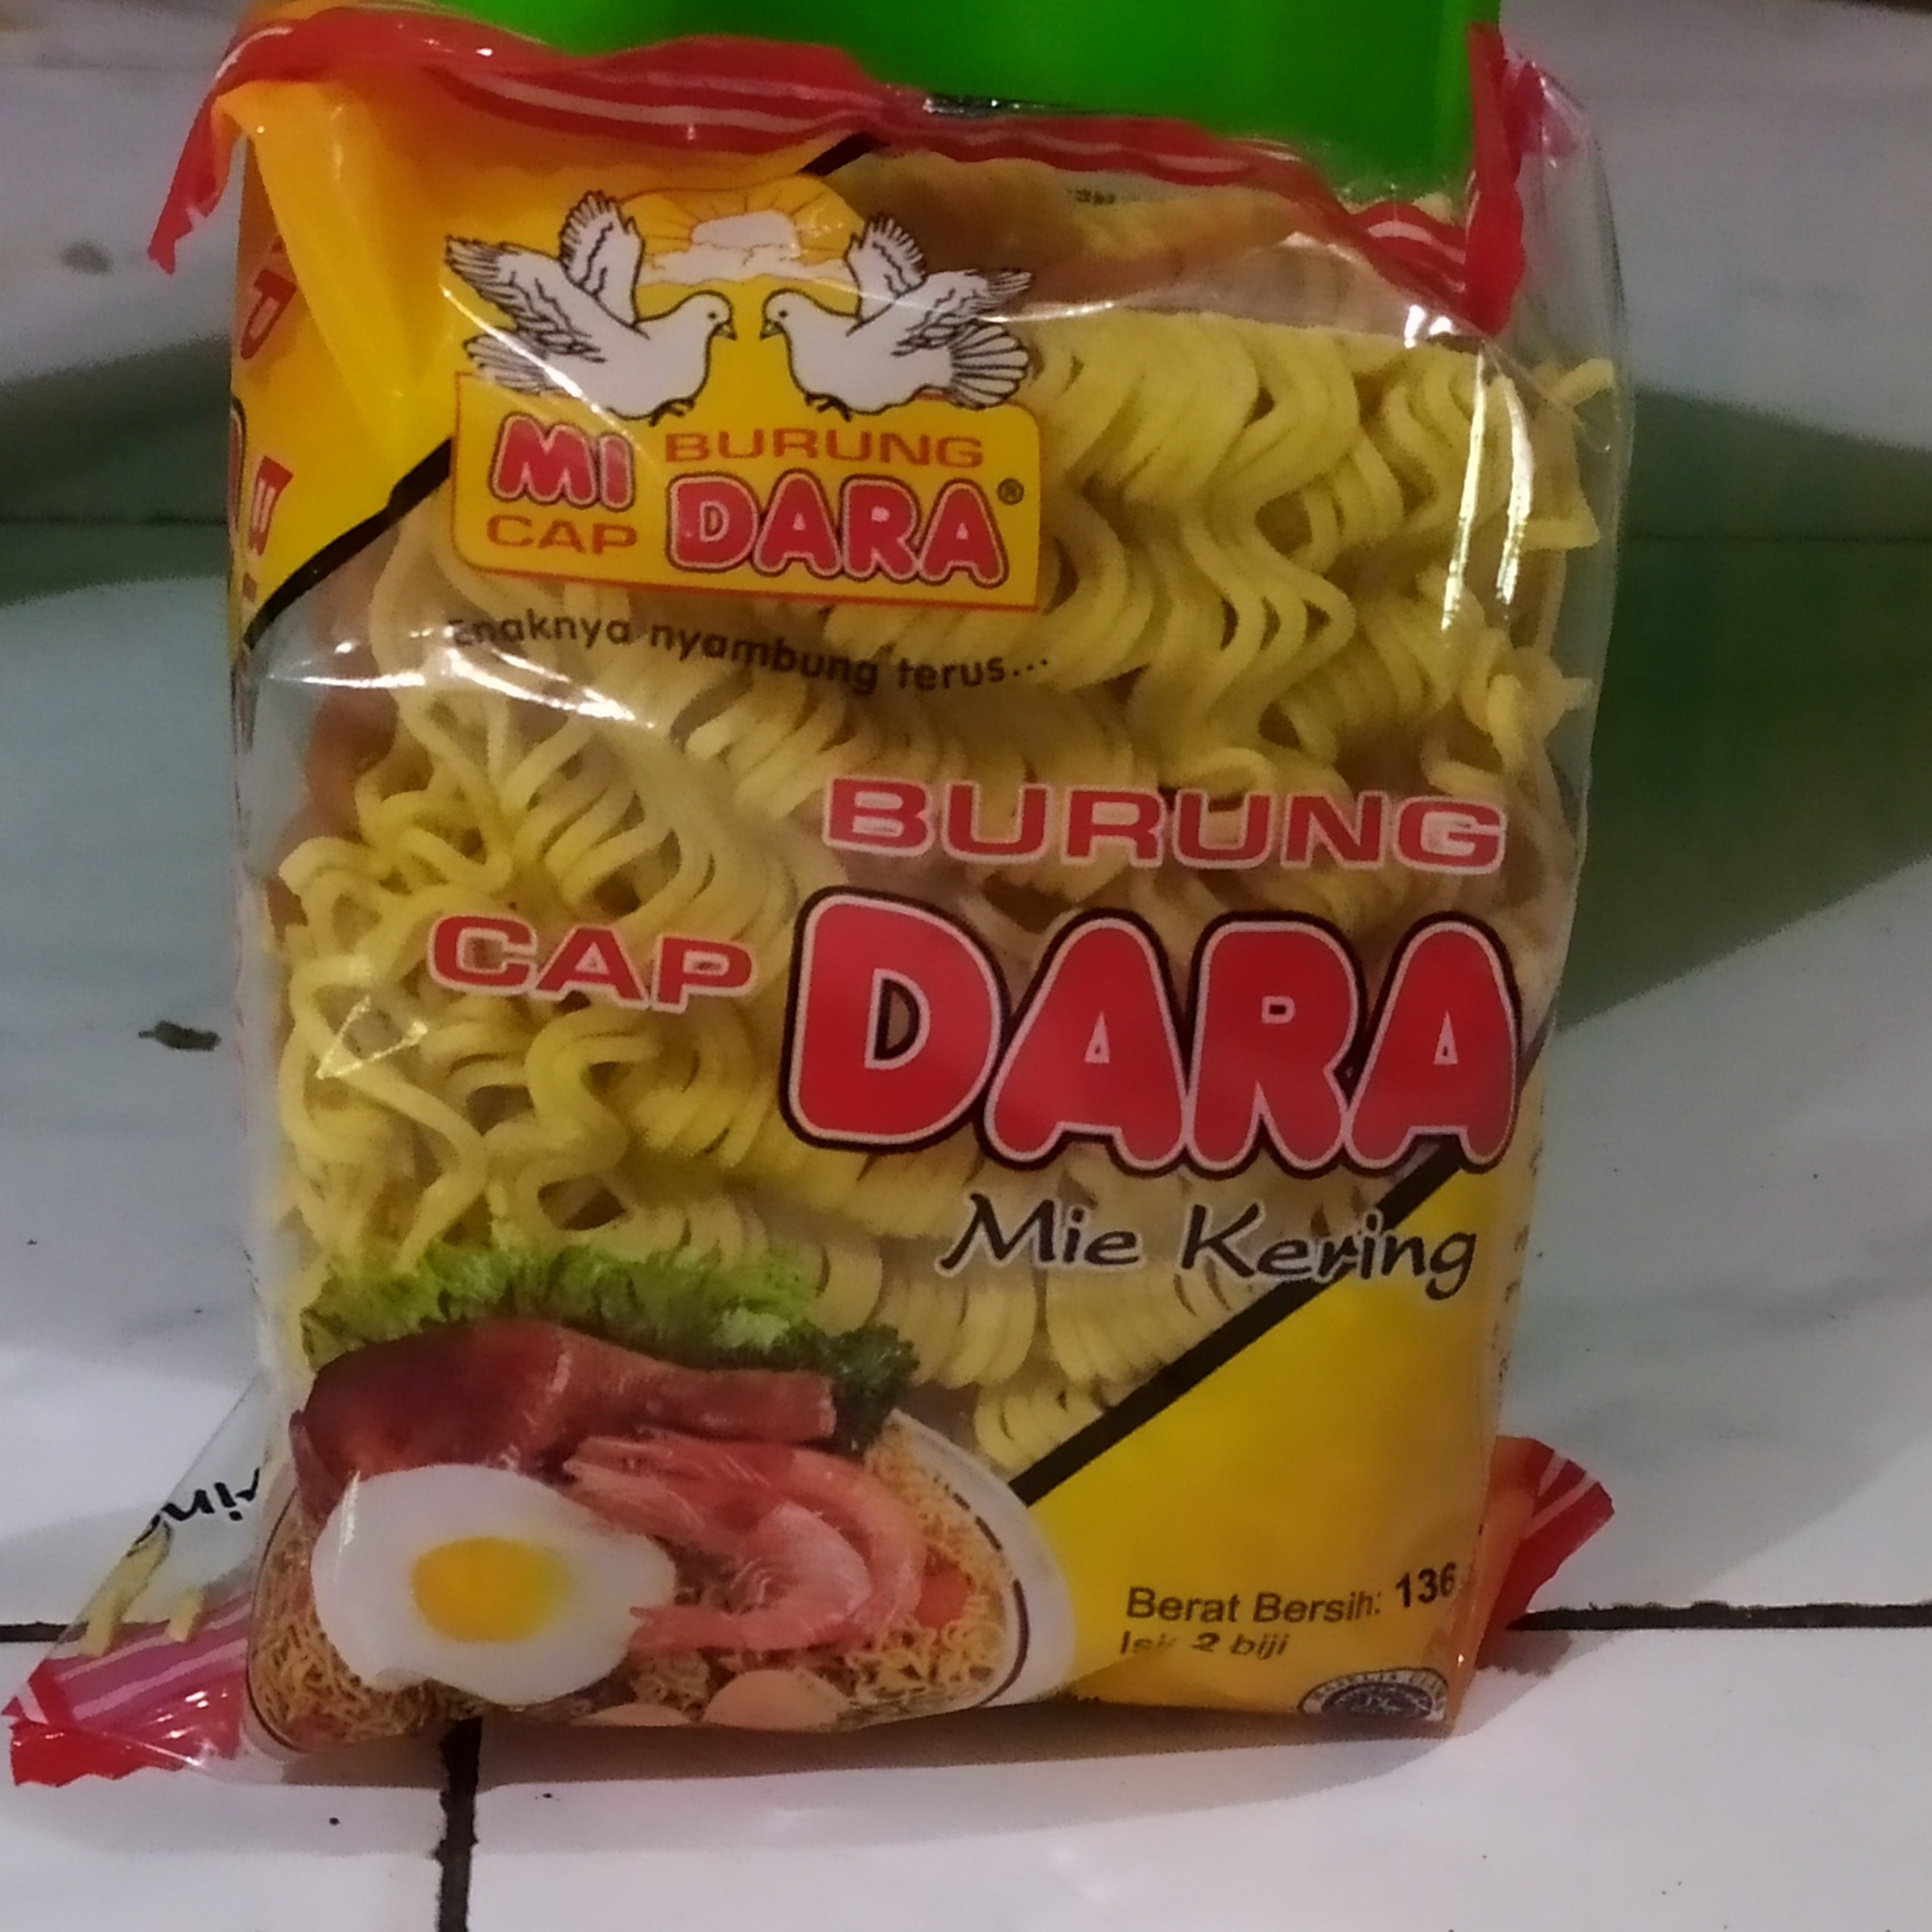 MI BURUNG
CAP DARA®
Enaknya nyambung terus...
BURUNG
CAP DARA
Mie Kering
Berat Bersih: 136
Isi: 2 biji